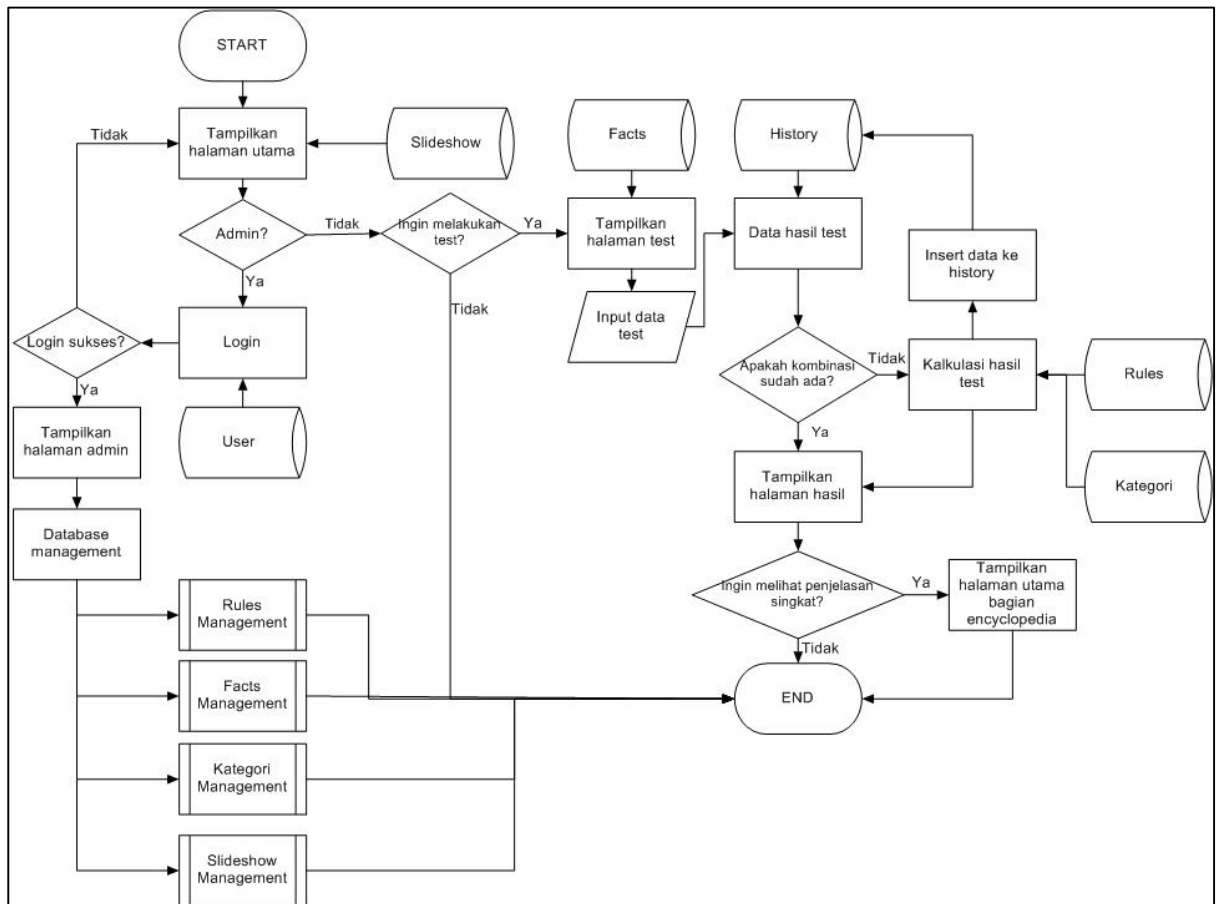 START
Tidak
Tampilkan
halaman utama
Slideshow
Facts
History
Admin?
Tidak
Ingin melakukan
test?
Ya
Tampilkan
halaman test
Data hasil test
Insert data ke
history
Ya
Tidak
Login sukses?
Login
Input data
test
Apakah kombinasi
sudah ada?
Tidak
Kalkulasi hasil
test
Rules
Ya
Tampilkan
halaman admin
User
Ya
Tampilkan
halaman hasil
Kategori
Database
management
Ingin melihat penjelasan
singkat?
Ya
Tampilkan
halaman utama
bagian
encyclopedia
Rules
Management
Tidak
Facts
Management
END
Kategori
Management
Slideshow
Management